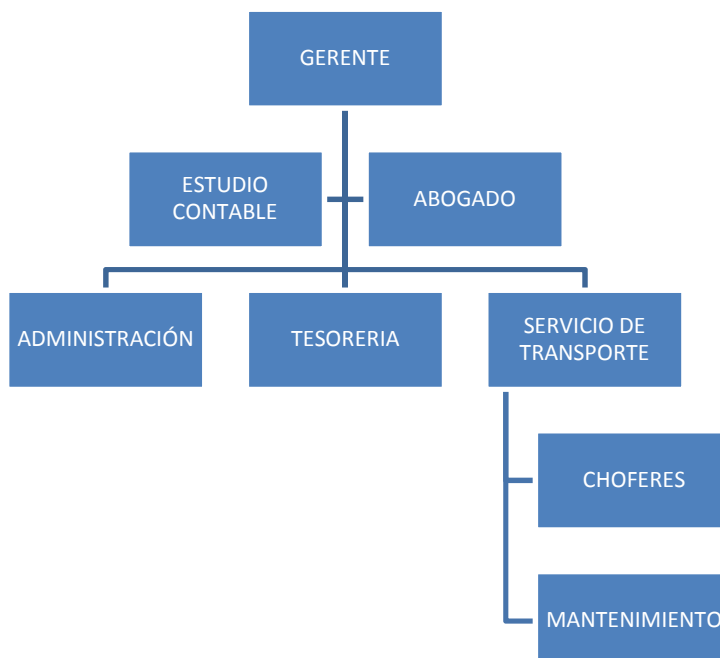 GERENTE
ESTUDIO
CONTABLE
ABOGADO
ADMINISTRACIÓN
TESORERIA
SERVICIO DE
TRANSPORTE
CHOFERES
MANTENIMIENTO